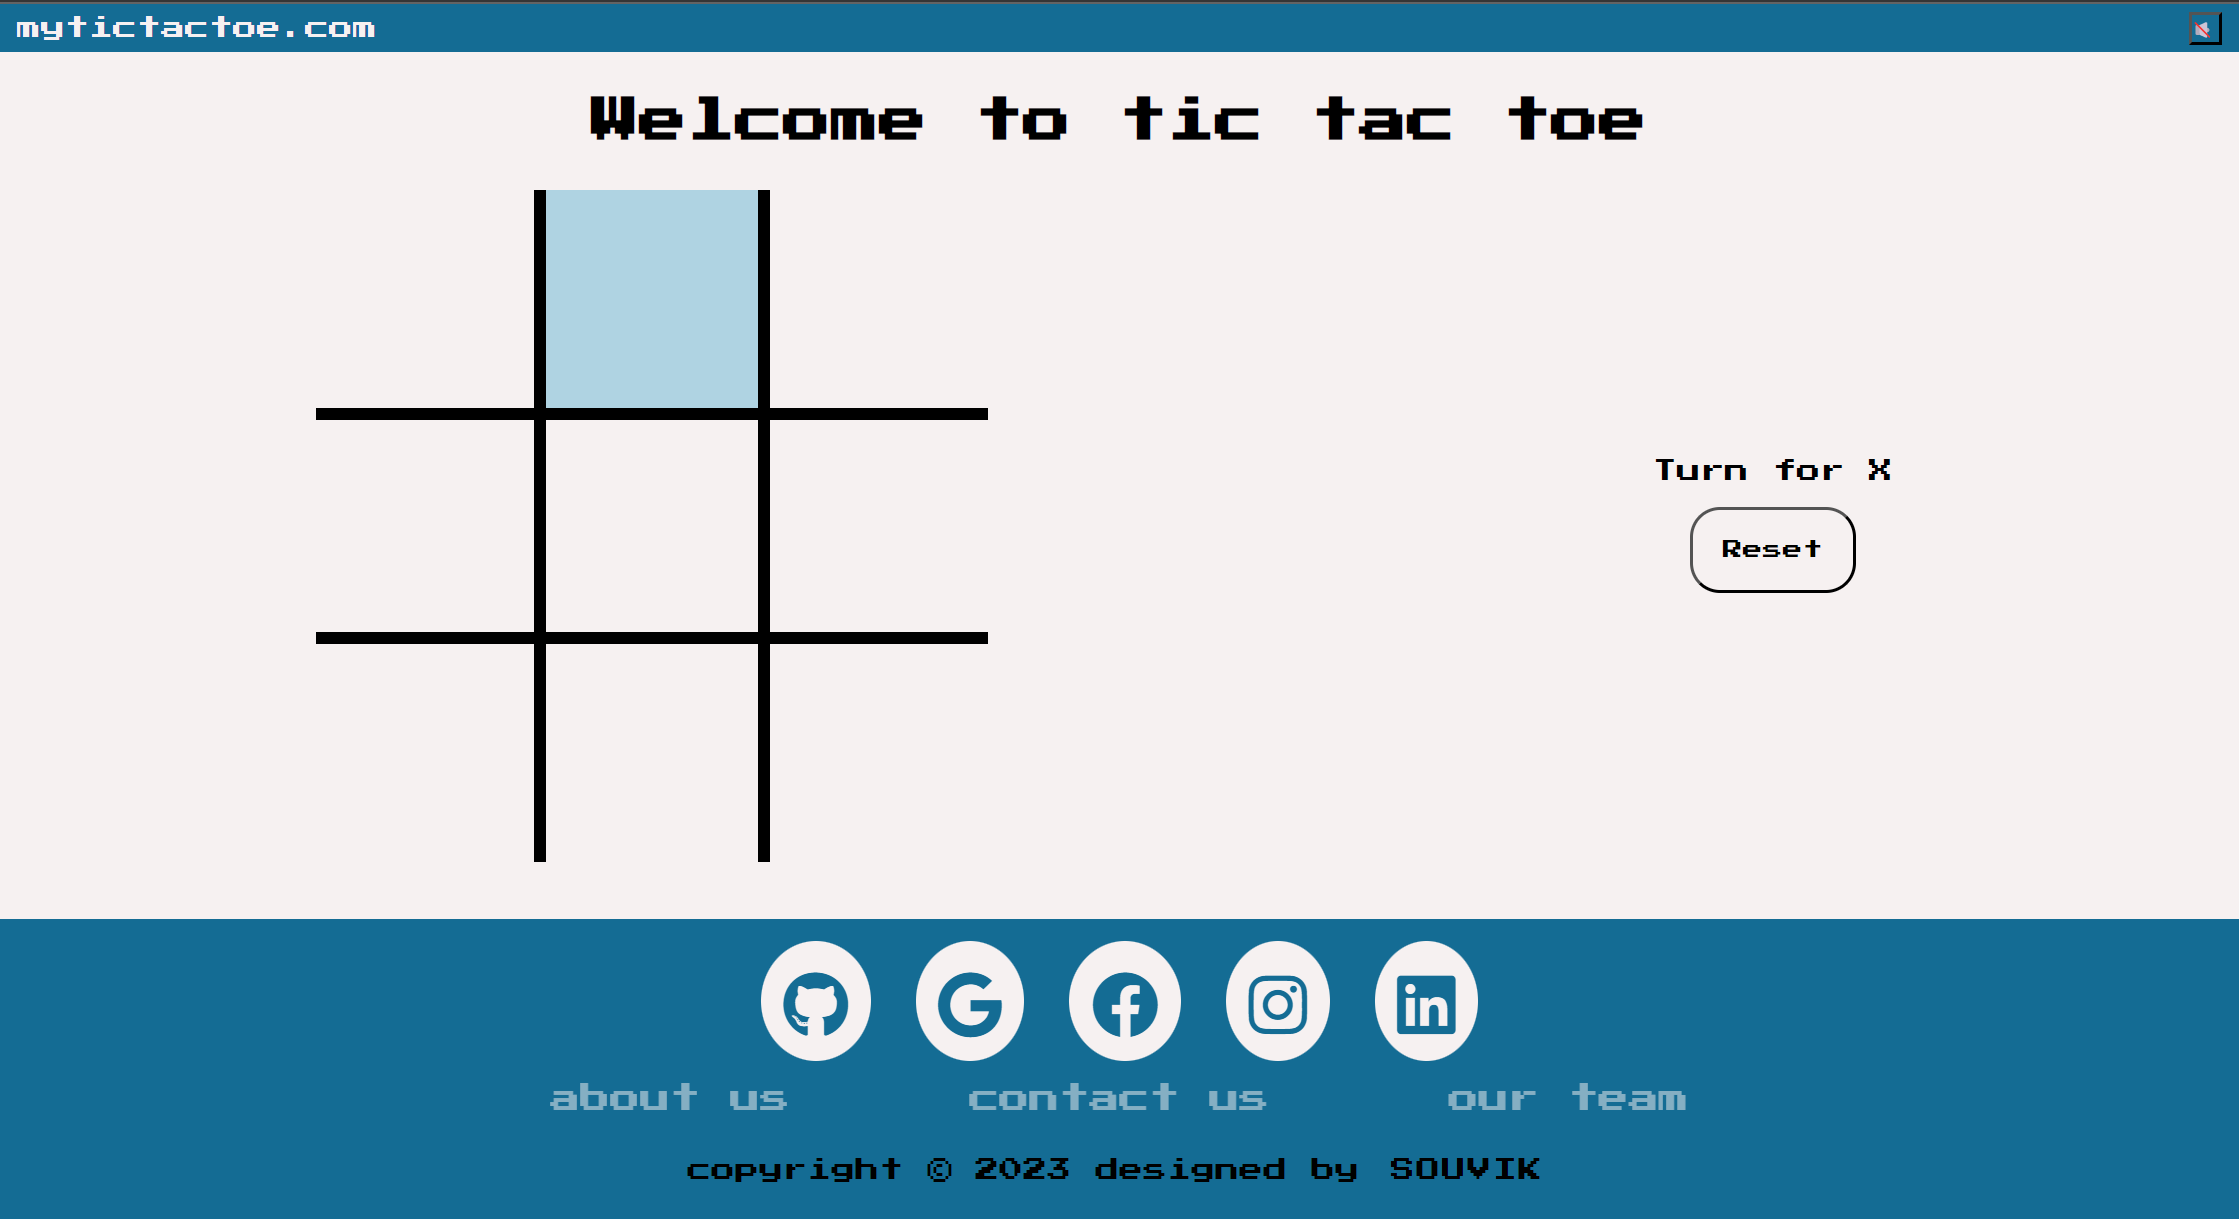 mytictactoe.com
Welcome to tic tac toe
Turn for X
Reset
about us contact us our team
copyright © 2023 designed by SOUVIK